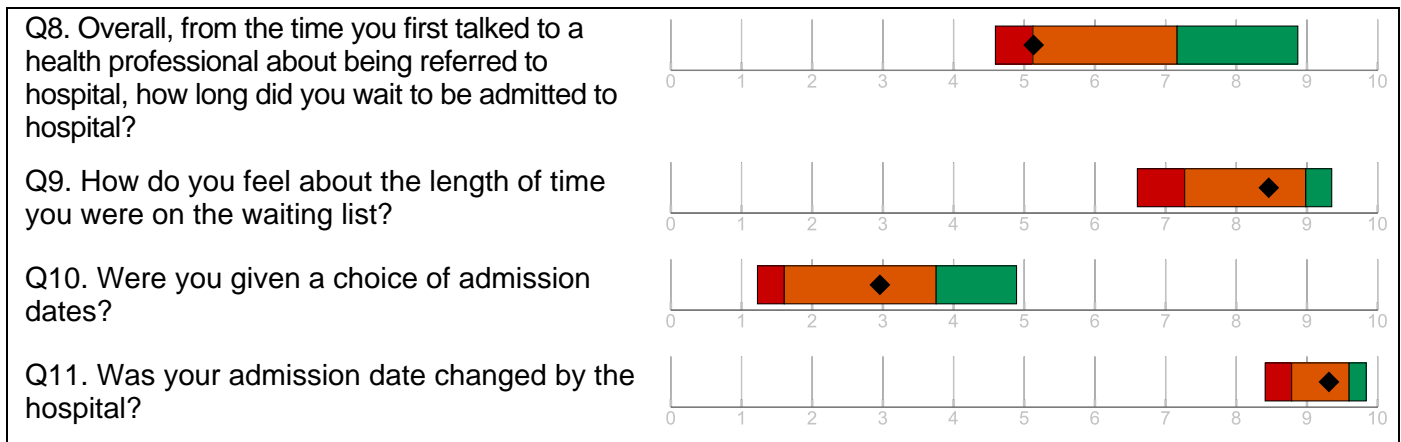 Q8. Overall, from the time you first talked to a
health professional about being referred to
hospital, how long did you wait to be admitted to
hospital?
0 1 2 3 4 5 6 7 8 9 10
Q9. How do you feel about the length of time
you were on the waiting list?
0 1 2 3 4 5 6 7 8 9 10
Q10. Were you given a choice of admission
dates?
0 1 2 3 4 5 6 7 8 9 10
Q11. Was your admission date changed by the
hospital?
0 1 2 3 4 5 6 7 8 9 10